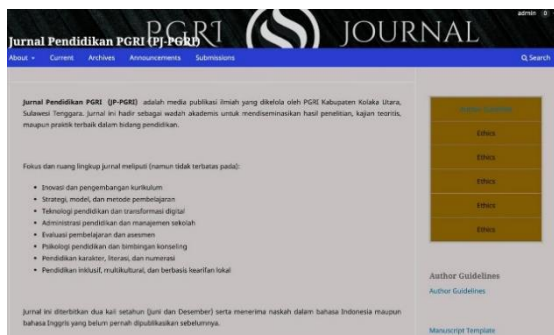 PGRI JOURNAL
admin 0
Jurnal Pendidikan PGRI (PJ-PGRI)
About Current Archives Announcements Submissions Search
Jurnal Pendidikan PGRI (JP-PGRI) adalah media publikasi ilmiah yang dikelola oleh PGRI Kabupaten Kolaka Utara,
Sulawesi Tenggara. Jurnal ini hadir sebagai wadah akademis untuk mendiseminasikan hasil penelitian, kajian teoritis,
maupun praktik terbaik dalam bidang pendidikan.
Fokus dan ruang lingkup jurnal meliputi (namun tidak terbatas pada):
Inovasi dan pengembangan kurikulum
Strategi, model, dan metode pembelajaran
Teknologi pendidikan dan transformasi digital
Administrasi pendidikan dan manajemen sekolah
Evaluasi pembelajaran dan asesmen
Psikologi pendidikan dan bimbingan konseling
Pendidikan karakter, literasi, dan numerasi
Pendidikan inklusif, multikultural, dan berbasis kearifan lokal
Jurnal ini diterbitkan dua kali setahun (Juni dan Desember) serta menerima naskah dalam bahasa Indonesia maupun
bahasa Inggris yang belum pernah dipublikasikan sebelumnya.
Ethics
Ethics
Ethics
Ethics
Author Guidelines
Author Guidelines
Manuscript Template